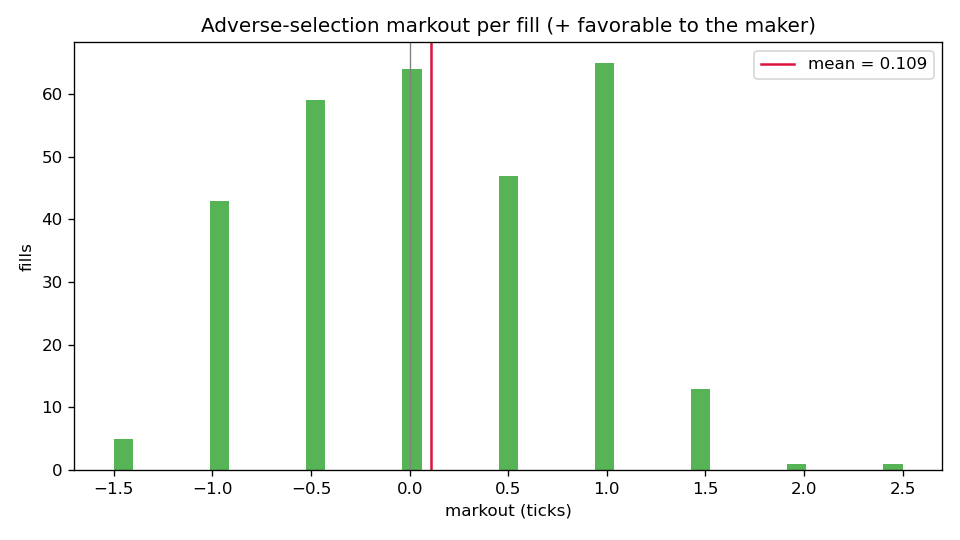 Adverse-selection markout per fill (+ favorable to the maker)
mean = 0.109
fills
60
50
40
30
20
10
0
−1.5 −1.0 −0.5 0.0 0.5 1.0 1.5 2.0 2.5
markout (ticks)